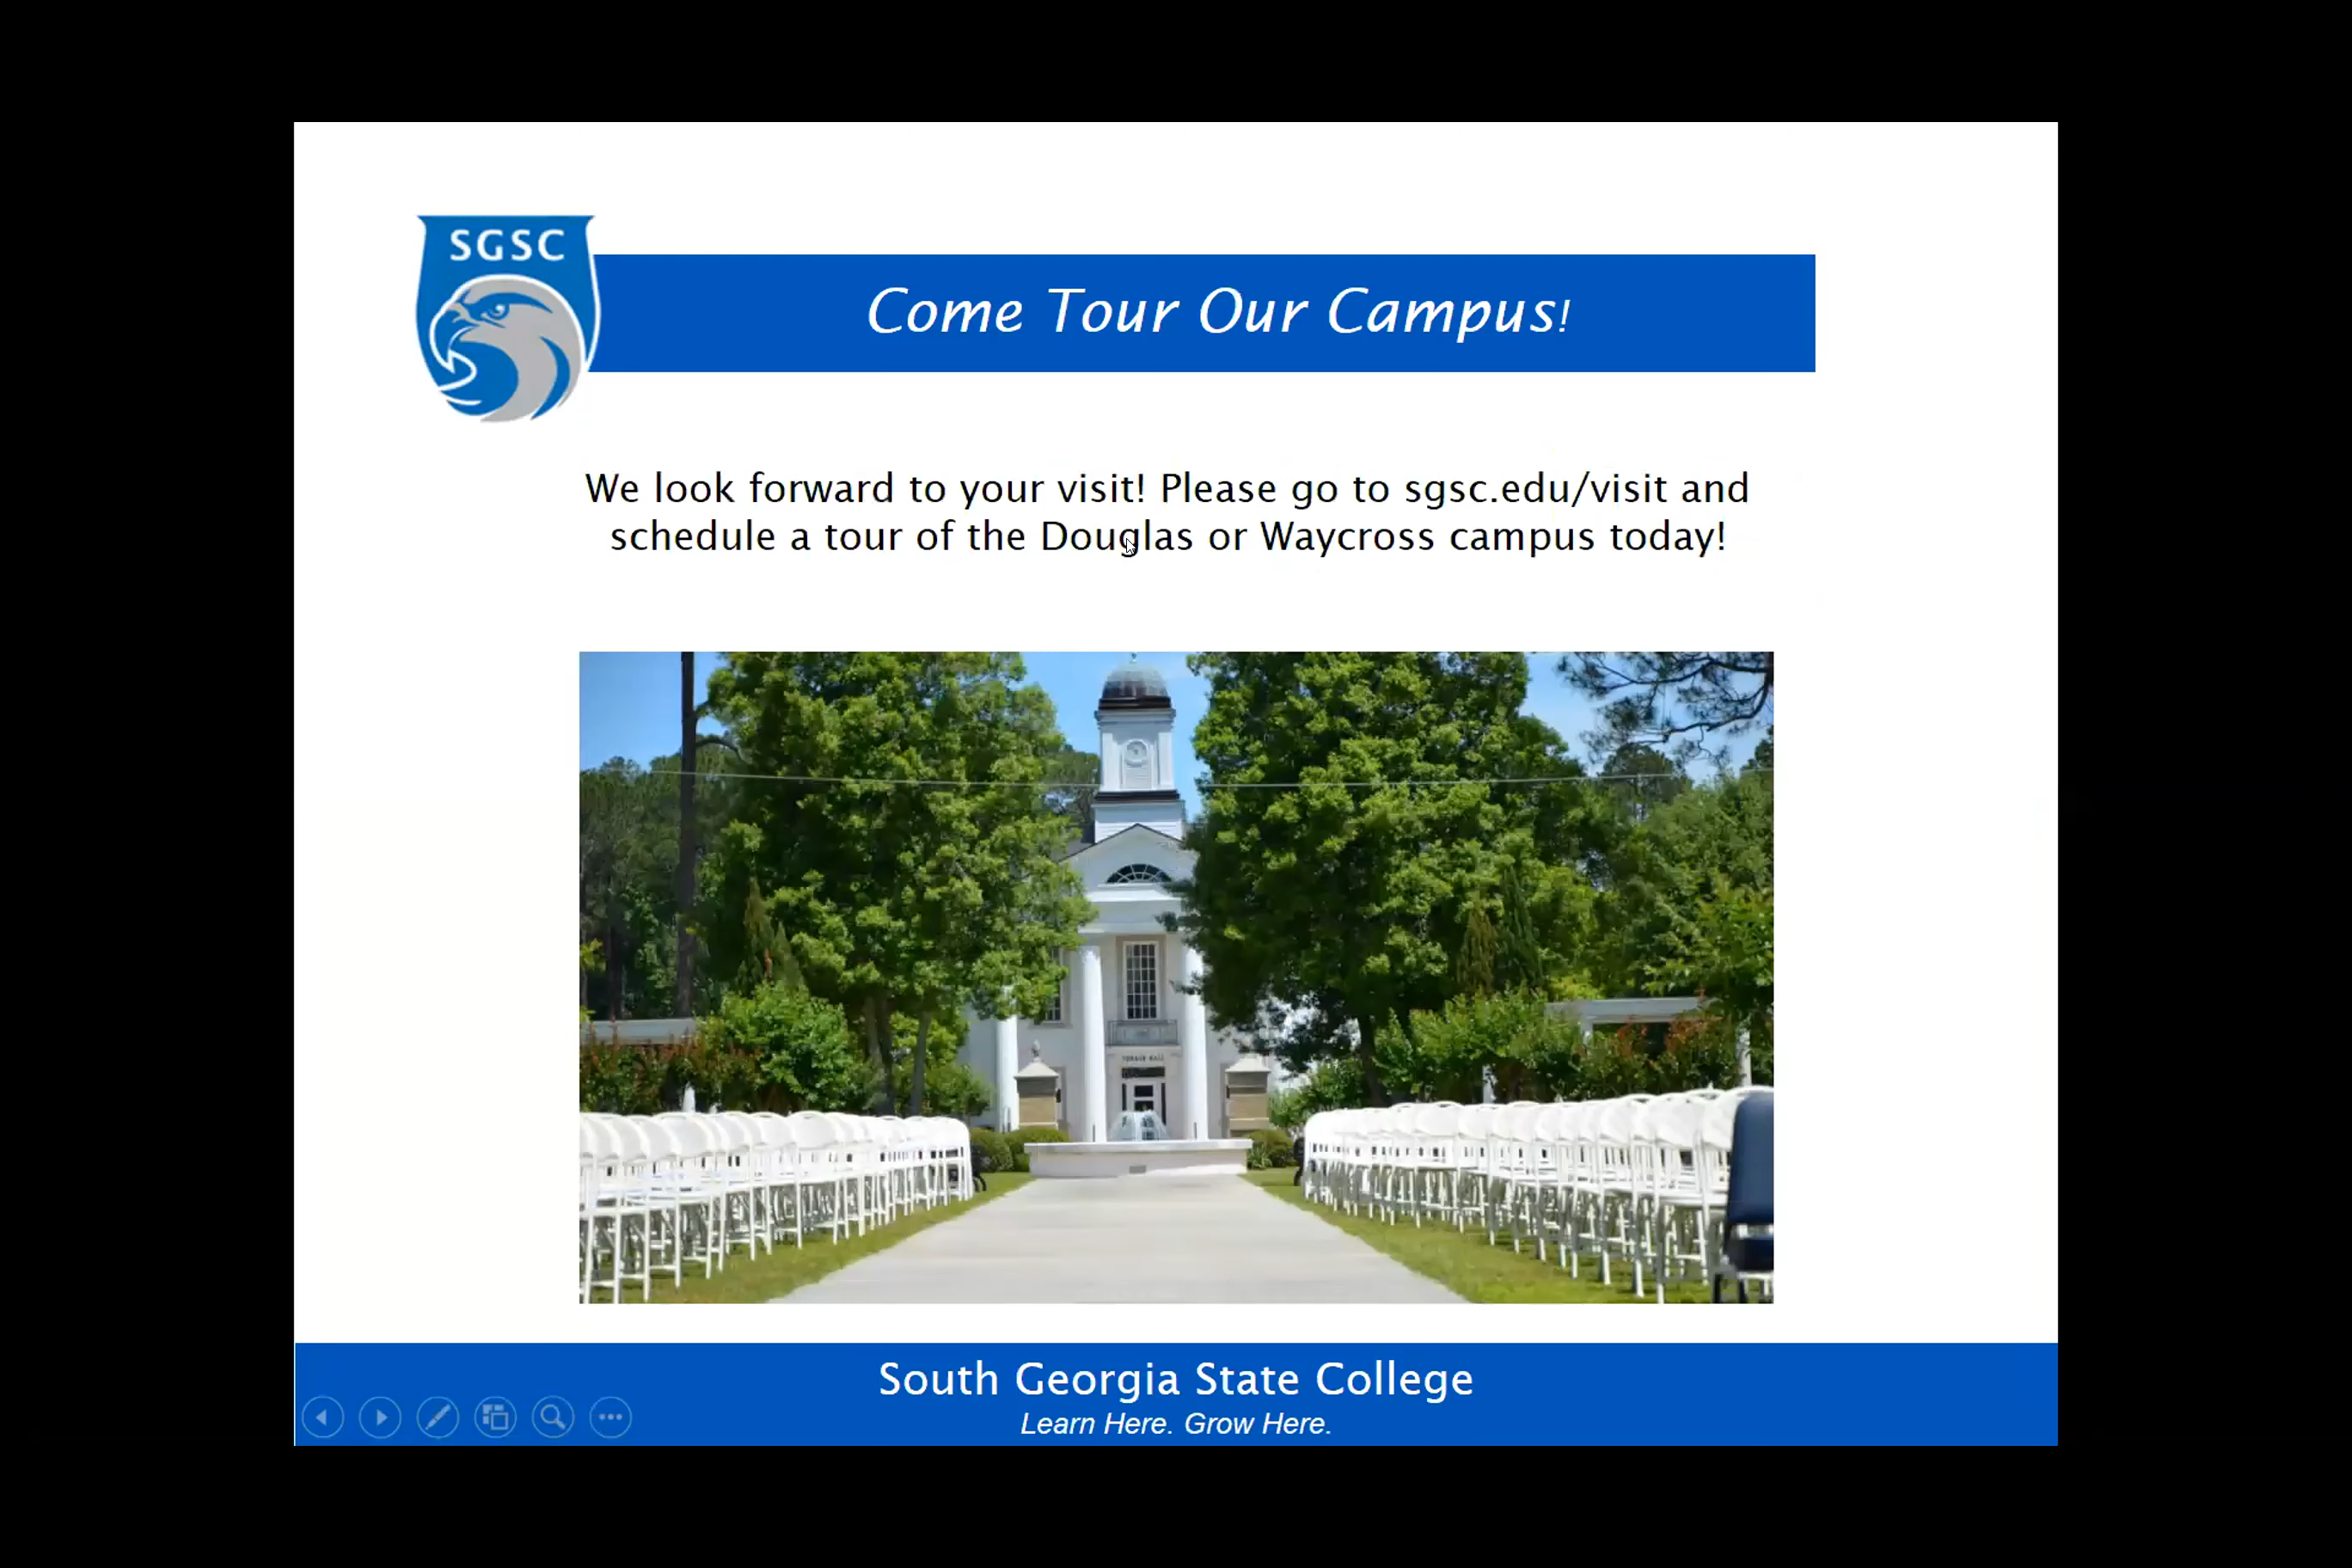 SGSC
Come Tour Our Campus!
We look forward to your visit! Please go to sgsc.edu/visit and
schedule a tour of the Douglas or Waycross campus today!
South Georgia State College
Learn Here. Grow Here.